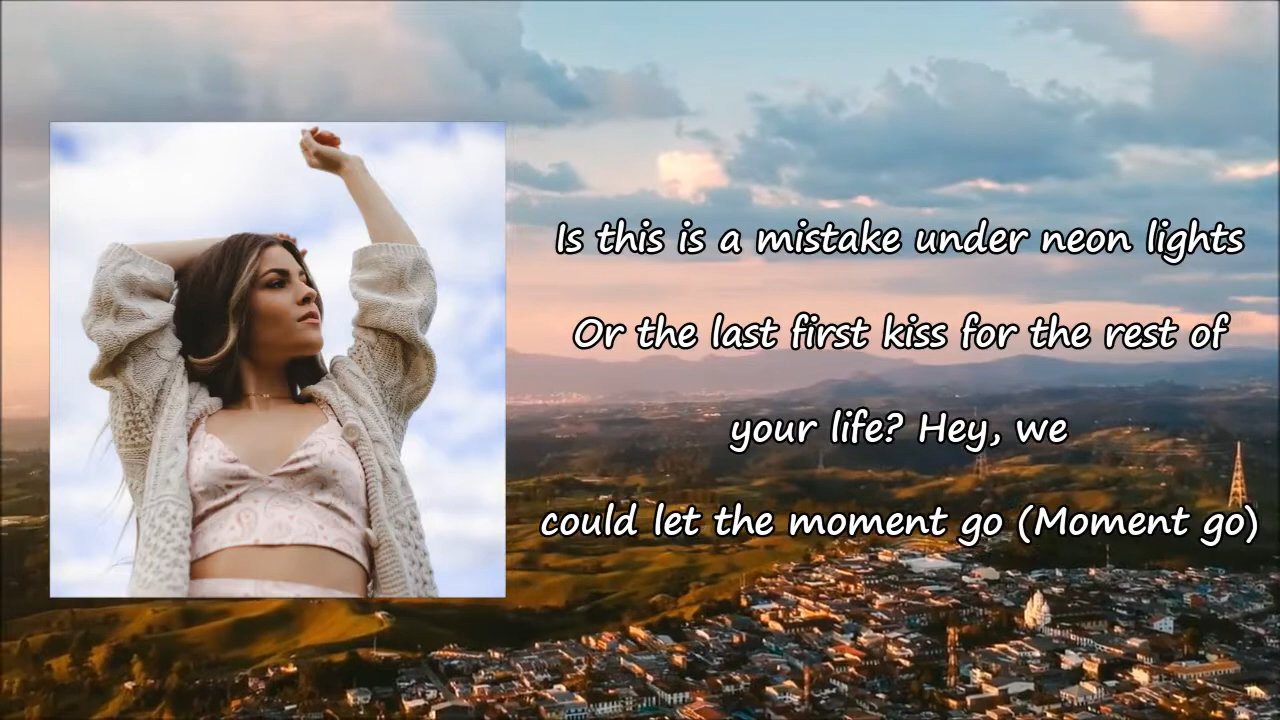 Is this is a mistake under neon lights
Or the last first kiss for the rest of
your life? Hey, we
could let the moment go (Moment go)